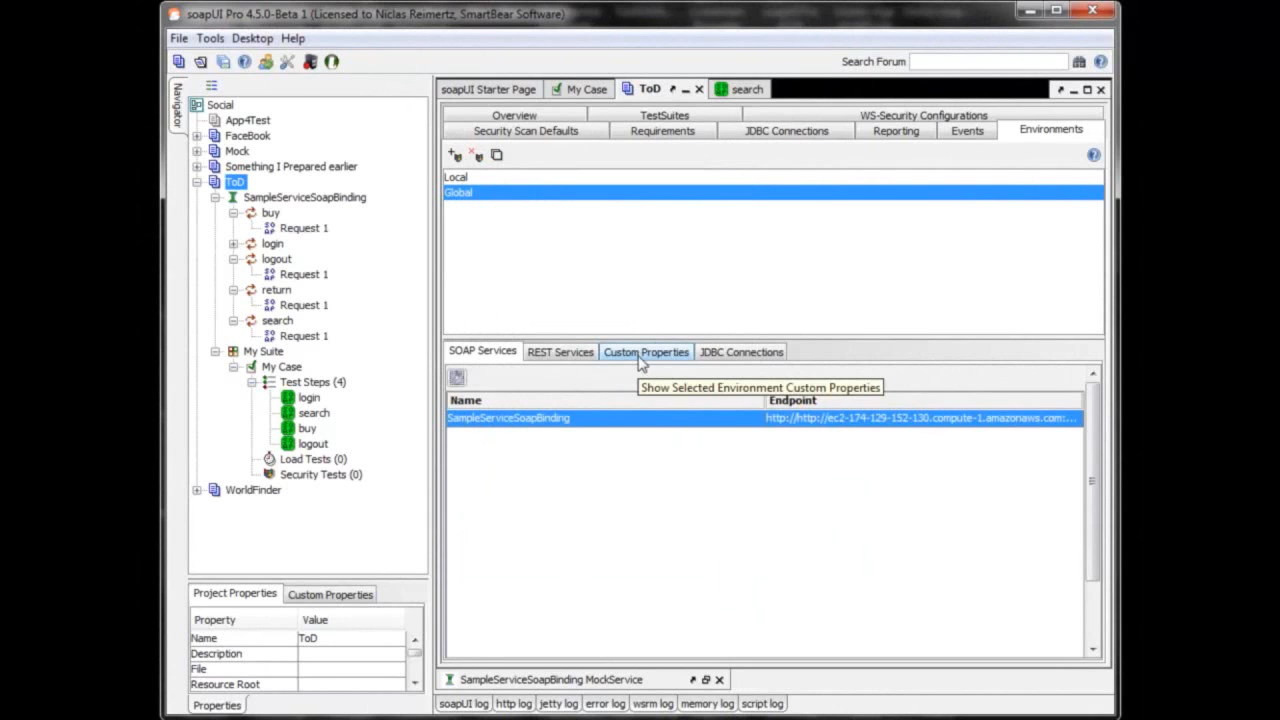 soapUI Pro 4.5.0-Beta 1 (Licensed to Niclas Reimertz, SmartBear Software)
File Tools Desktop Help
Search Forum
Navigator
Social
App4Test
FaceBook
Mock
Something I Prepared earlier
ToD
SampleServiceSoapBinding
buy
Request 1
login
logout
Request 1
return
Request 1
search
Request 1
My Suite
My Case
Test Steps (4)
login
search
buy
logout
Load Tests (0)
Security Tests (0)
WorldFinder
Project Properties Custom Properties
Property Value
Name ToD
Description
File
Resource Root
Properties
soapUI Starter Page My Case ToD search
Overview TestSuites WS-Security Configurations
Security Scan Defaults Requirements JDBC Connections Reporting Events Environments
Local
Global
SOAP Services REST Services Custom Properties JDBC Connections
Show Selected Environment Custom Properties
Name Endpoint
SampleServiceSoapBinding http://http://ec2-174-129-152-130.compute-1.amazonaws.com:...
SampleServiceSoapBinding MockService
soapUI log http log jetty log error log wsrm log memory log script log